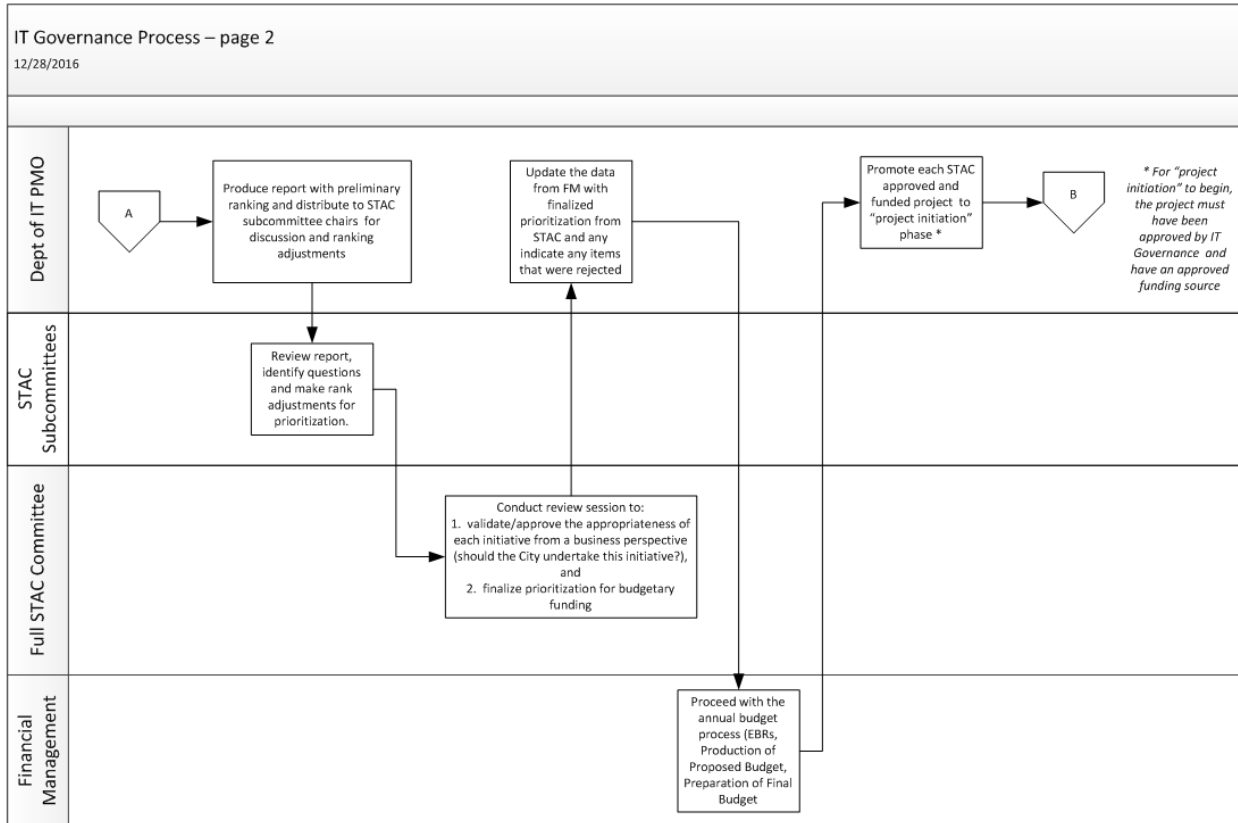 IT Governance Process – page 2
12/28/2016
Dept of IT PMO
A
Produce report with preliminary
ranking and distribute to STAC
subcommittee chairs for
discussion and ranking
adjustments
Update the data
from FM with
finalized
prioritization from
STAC and any
indicate any items
that were rejected
Promote each STAC
approved and
funded project to
“project initiation”
phase *
B
* For “project
initiation” to begin,
the project must
have been
approved by IT
Governance and
have an approved
funding source
STAC
Subcommittees
Review report,
identify questions
and make rank
adjustments for
prioritization.
Full STAC Committee
Conduct review session to:
1. validate/approve the appropriateness of
each initiative from a business perspective
(should the City undertake this initiative?),
and
2. finalize prioritization for budgetary
funding
Financial
Management
Proceed with the
annual budget
process (EBRs,
Production of
Proposed Budget,
Preparation of Final
Budget